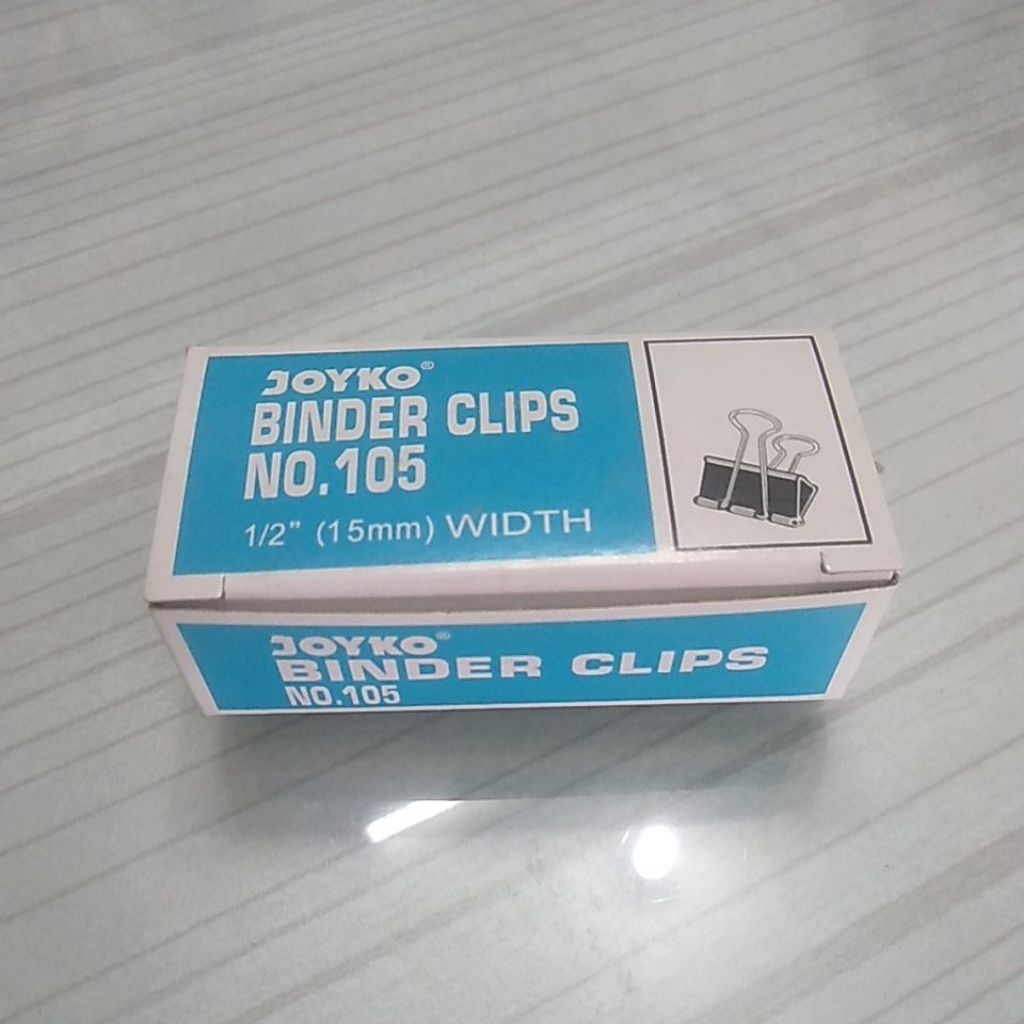 JOYKO®
BINDER CLIPS
NO.105
1/2" (15mm) WIDTH
JOYKO®
BINDER CLIPS
NO.105